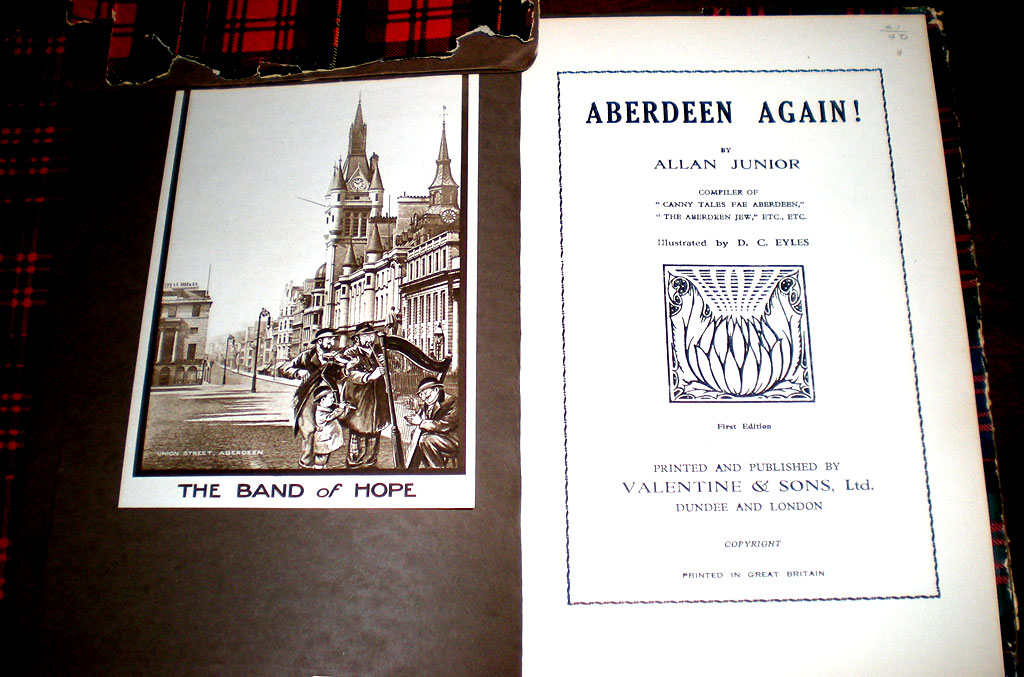 UNION STREET, ABERDEEN
THE BAND of HOPE
ABERDEEN AGAIN!
BY
ALLAN JUNIOR
COMPILER OF
"CANNY TALES FAE ABERDEEN,"
"THE ABERDEEN JEW," ETC., ETC.
Illustrated by D. C. EYLES
First Edition
PRINTED AND PUBLISHED BY
VALENTINE & SONS, Ltd.
DUNDEE AND LONDON
COPYRIGHT
PRINTED IN GREAT BRITAIN